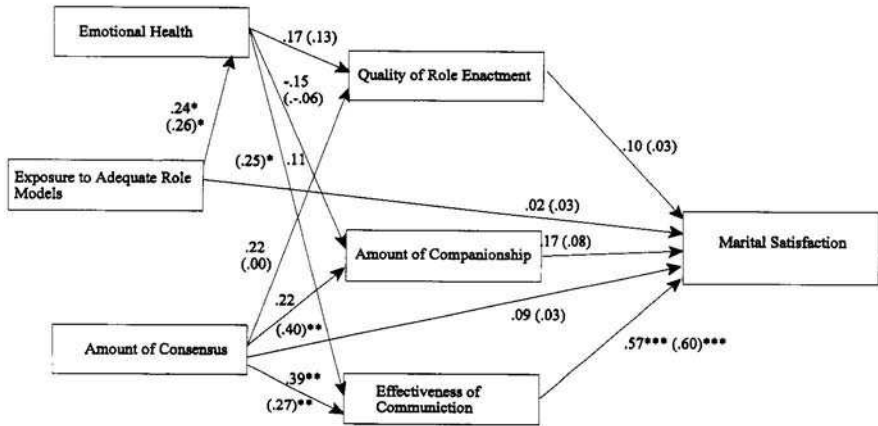 Emotional Health
.17 (.13)
Quality of Role Enactment
-.15
(.-.06)
.24*
(.26)*
.10 (.03)
(.25)* .11
Exposure to Adequate Role
Models
.02 (.03)
Marital Satisfaction
.22
(.00)
Amount of Companionship
.17 (.08)
.22
(.40)**
.09 (.03)
Amount of Consensus
.57*** (.60)***
.39**
(.27)**
Effectiveness of
Communiction